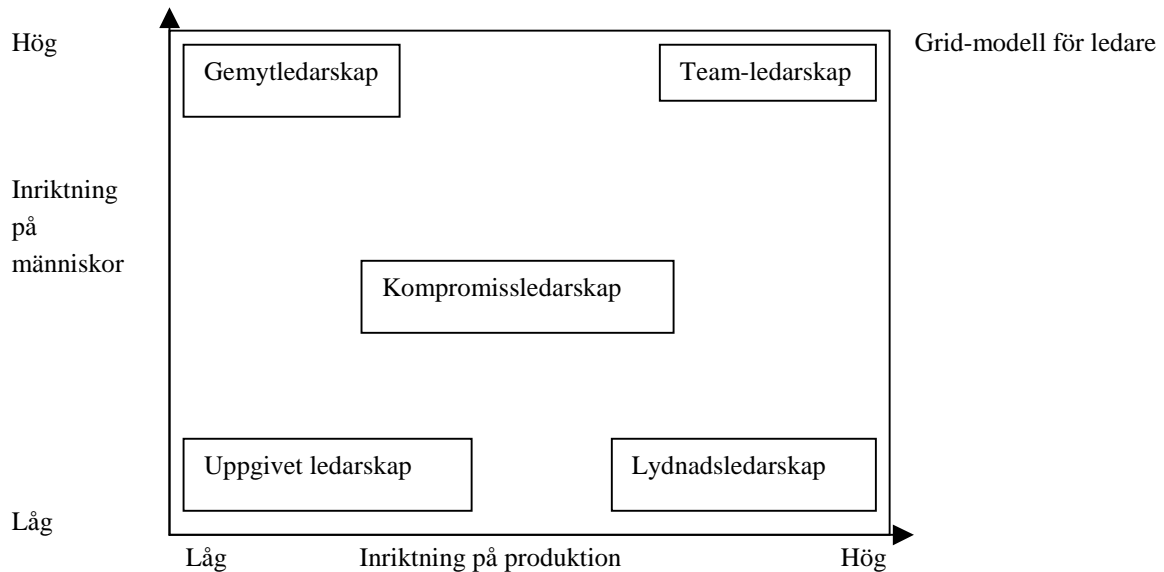 Hög
Grid-modell för ledare
Gemytledarskap
Team-ledarskap
Inriktning
på
människor
Kompromissledarskap
Uppgivet ledarskap
Lydnadsledarskap
Låg
Låg
Inriktning på produktion
Hög